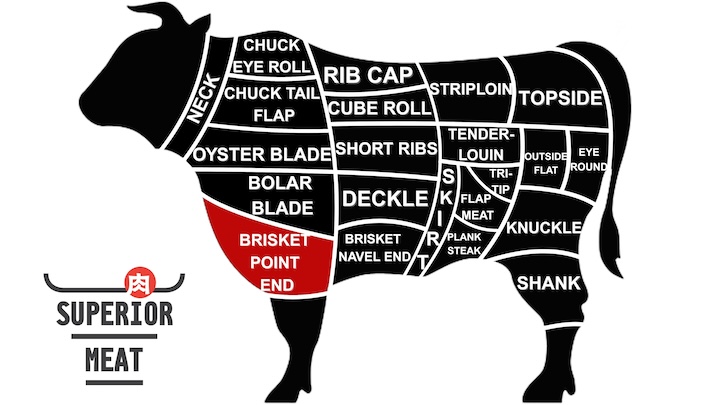 CHUCK
EYE ROLL
NECK
CHUCK TAIL
FLAP
OYSTER BLADE
BOLAR
BLADE
BRISKET
POINT
END
RIB CAP
CUBE ROLL
SHORT RIBS
DECKLE
BRISKET
NAVEL END
STRIPLOIN
TENDER-
LOUIN
SKIRT
TRI-
TIP
FLAP
MEAT
PLANK
STEAK
TOPSIDE
OUTSIDE
FLAT
EYE
ROUND
KNUCKLE
SHANK
肉
SUPERIOR
MEAT